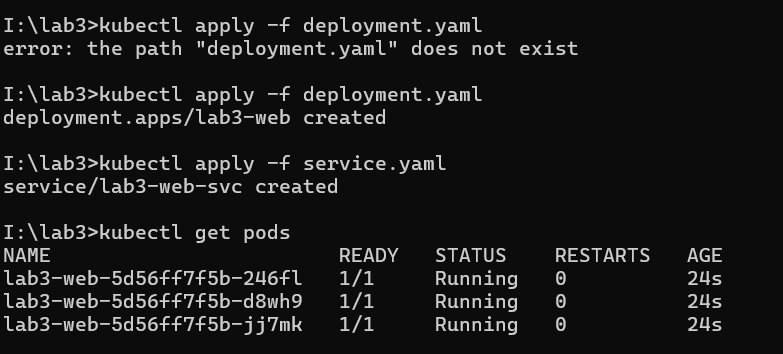 I:\lab3>kubectl apply -f deployment.yaml
error: the path "deployment.yaml" does not exist
I:\lab3>kubectl apply -f deployment.yaml
deployment.apps/lab3-web created
I:\lab3>kubectl apply -f service.yaml
service/lab3-web-svc created
I:\lab3>kubectl get pods
NAME READY STATUS RESTARTS AGE
lab3-web-5d56ff7f5b-246fl 1/1 Running 0 24s
lab3-web-5d56ff7f5b-d8wh9 1/1 Running 0 24s
lab3-web-5d56ff7f5b-jj7mk 1/1 Running 0 24s